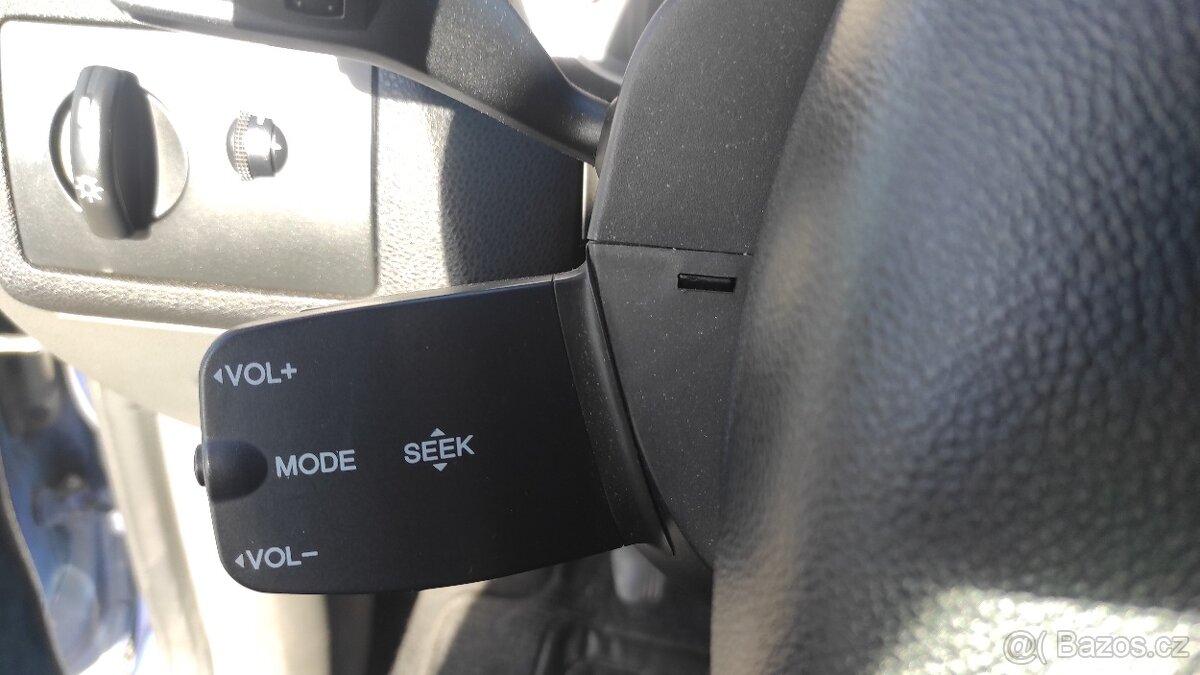 VOL+
MODE SEEK
VOL-
Bazos.cz